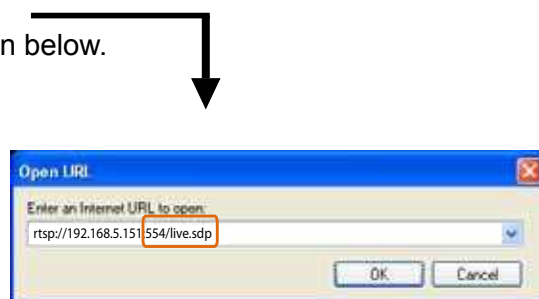 n below.
Open URL
Enter an Internet URL to open:
rtsp://192.168.5.151:554/live.sdp
OK Cancel